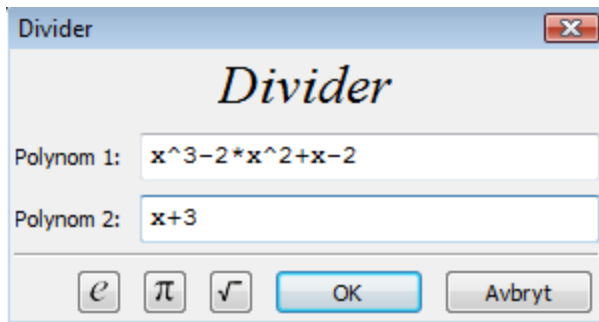 Divider
Divider
Polynom 1: x^3-2*x^2+x-2
Polynom 2: x+3
e π √ OK Avbryt